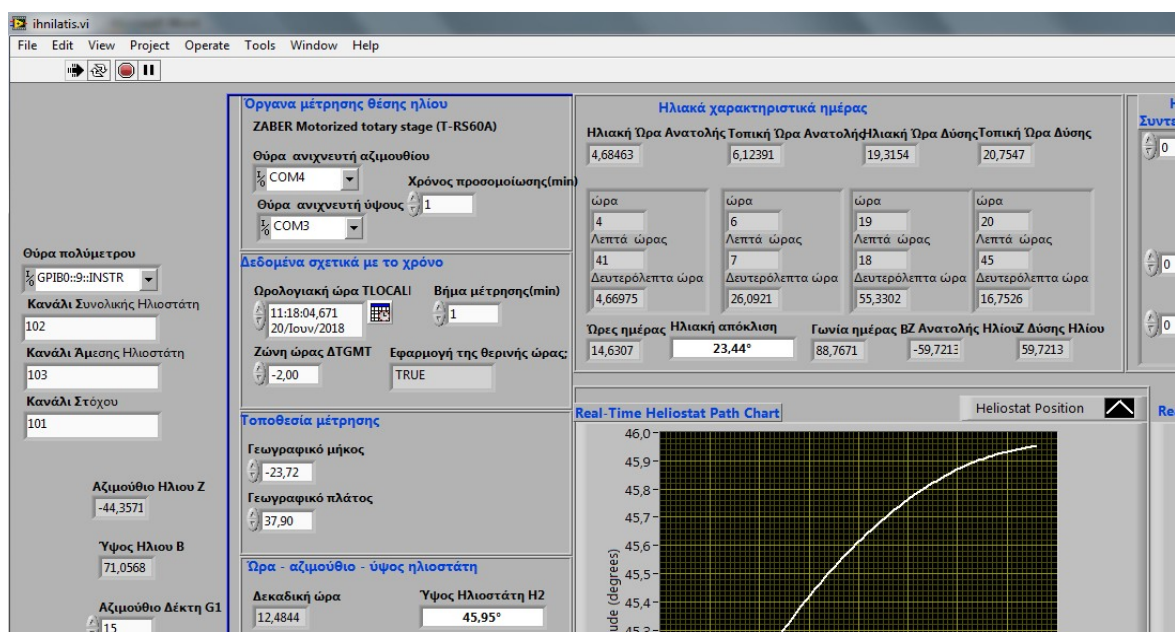 ihnilatis.vi
File Edit View Project Operate Tools Window Help
Θύρα πολύμετρου
GPIB0::9::INSTR
Κανάλι Συνολικής Ηλιοστάτη
102
Κανάλι Άμεσης Ηλιοστάτη
103
Κανάλι Στόχου
101
Αζιμούθιο Ηλιου Ζ
-44,3571
Ύψος Ηλιου Β
71,0568
Αζιμούθιο Δέκτη G1
15
Όργανα μέτρησης θέσης ηλίου
ZABER Motorized totary stage (T-RS60A)
Θύρα ανιχνευτή αζιμουθίου
COM4
Χρόνος προσομοίωσης(min)
1
Θύρα ανιχνευτή ύψους
COM3
Δεδομένα σχετικά με το χρόνο
Ωρολογιακή ώρα TLOCALI
11:18:04,671
20/Ιουν/2018
Βήμα μέτρησης(min)
1
Ζώνη ώρας ΔTGMT
-2,00
Εφαρμογή της θερινής ώρας;
TRUE
Τοποθεσία μέτρησης
Γεωγραφικό μήκος
-23,72
Γεωγραφικό πλάτος
37,90
Ώρα - αζιμούθιο - ύψος ηλιοστάτη
Δεκαδική ώρα
12,4844
Ύψος Ηλιοστάτη H2
45,95°
Ηλιακά χαρακτηριστικά ημέρας
Ηλιακή Ώρα Ανατολής Τοπική Ώρα Ανατολής Ηλιακή Ώρα Δύσης Τοπική Ώρα Δύσης
4,68463 6,12391 19,3154 20,7547
ώρα ώρα ώρα ώρα
4 6 19 20
Λεπτά ώρας Λεπτά ώρας Λεπτά ώρας Λεπτά ώρας
41 7 18 45
Δευτερόλεπτα ώρα Δευτερόλεπτα ώρα Δευτερόλεπτα ώρα Δευτερόλεπτα ώρα
4,66975 26,0921 55,3302 16,7526
Ώρες ημέρας Ηλιακή απόκλιση Γωνία ημέρας Β Ζ Ανατολής Ηλίου Ζ Δύσης Ηλίου
14,6307 23,44° 88,7671 -59,7213 59,7213
Real-Time Heliostat Path Chart
Heliostat Position
46,0
45,9
45,8
45,7
45,6
45,5
45,4
45,3
ude (degrees)
Συντε
0
0
0
Re